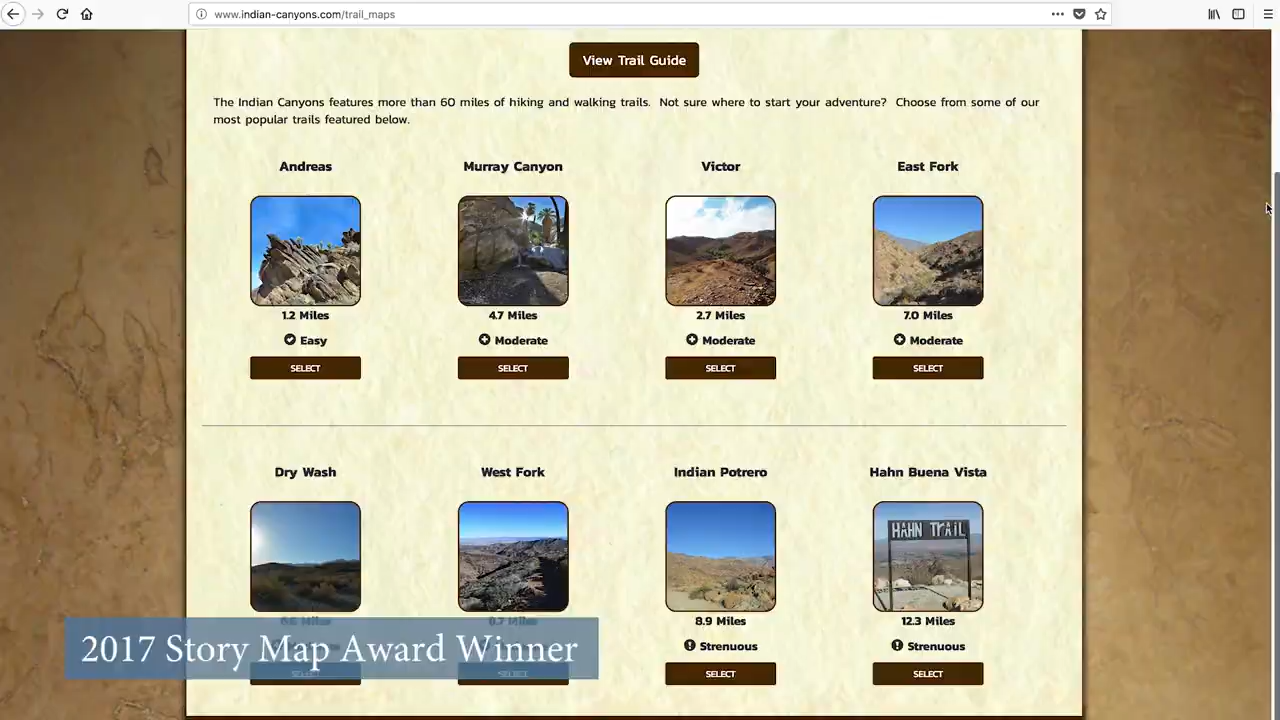 www.indian-canyons.com/trail_maps
View Trail Guide
The Indian Canyons features more than 60 miles of hiking and walking trails. Not sure where to start your adventure? Choose from some of our
most popular trails featured below.
Andreas Murray Canyon Victor East Fork
1.2 Miles 4.7 Miles 2.7 Miles 7.0 Miles
Easy Moderate Moderate Moderate
SELECT SELECT SELECT SELECT
Dry Wash West Fork Indian Potrero Hahn Buena Vista
HAHN TRAIL
Miles Miles 8.9 Miles 12.3 Miles
Strenuous Strenuous
2017 Story Map Award Winner
SELECT SELECT SELECT SELECT